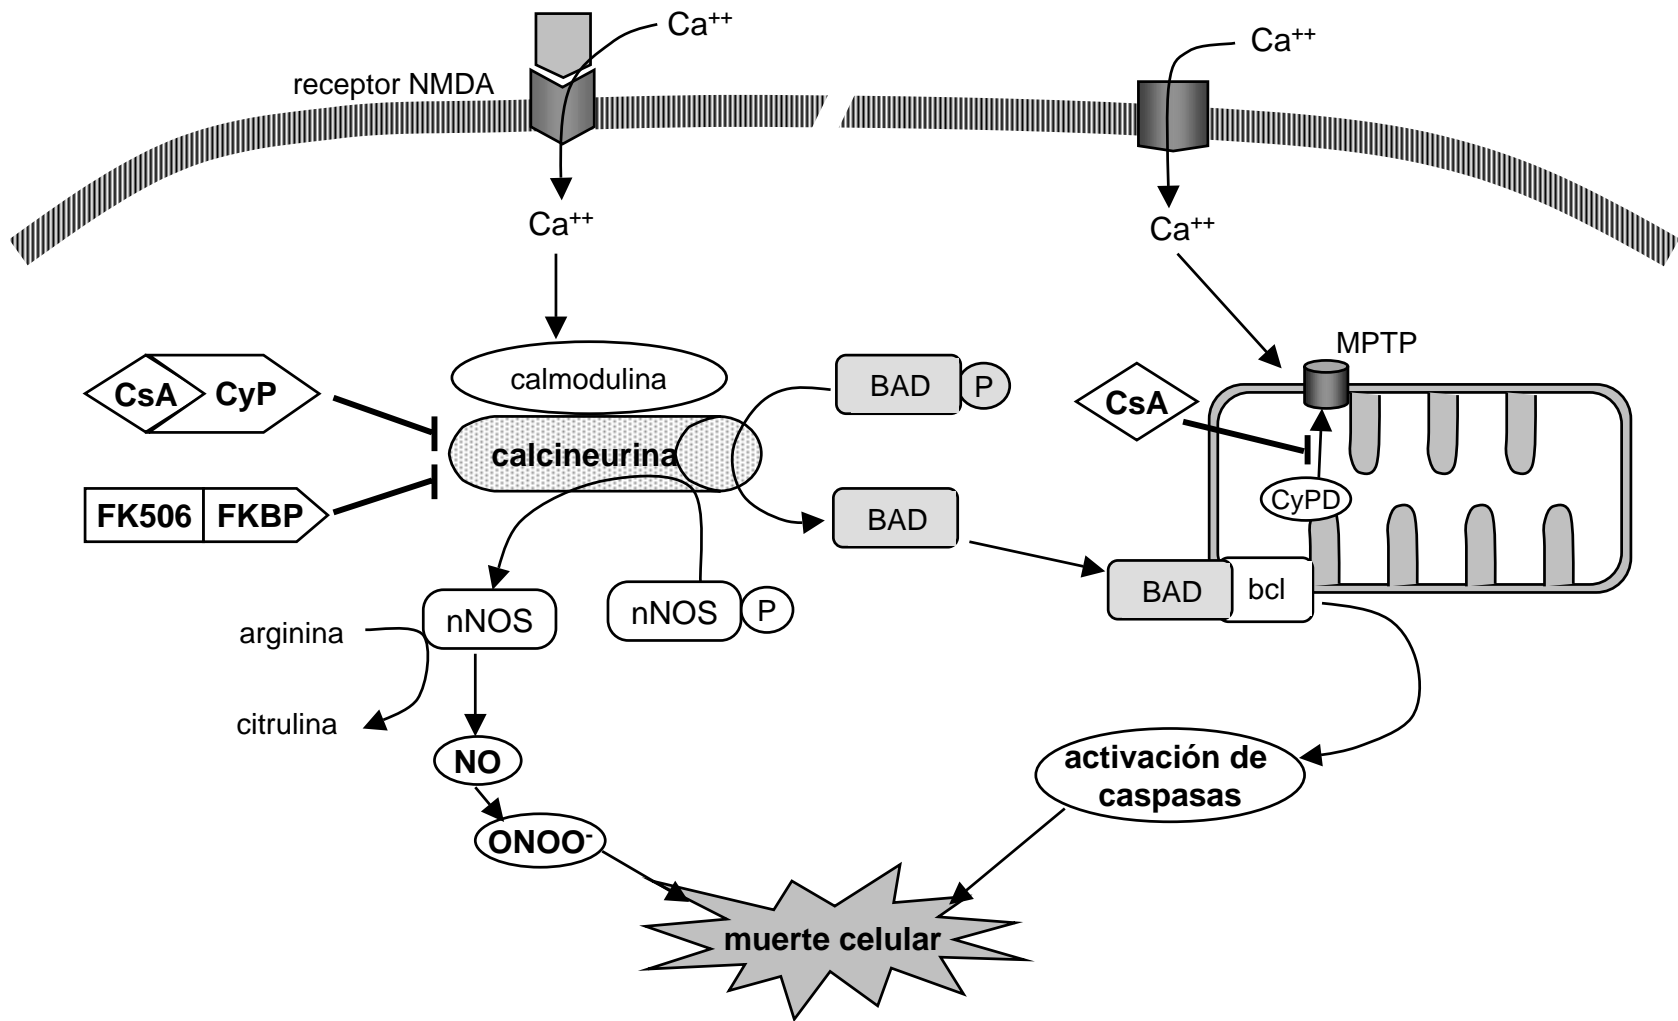 Ca++
Ca++
receptor NMDA
Ca++
Ca++
MPTP
CsA CyP
calmodulina
BAD P
CsA
calcineurina
CyPD
FK506 FKBP
BAD
BAD bcl
nNOS
nNOS P
arginina
citrulina
NO
activación de
caspasas
ONOO-
muerte celular